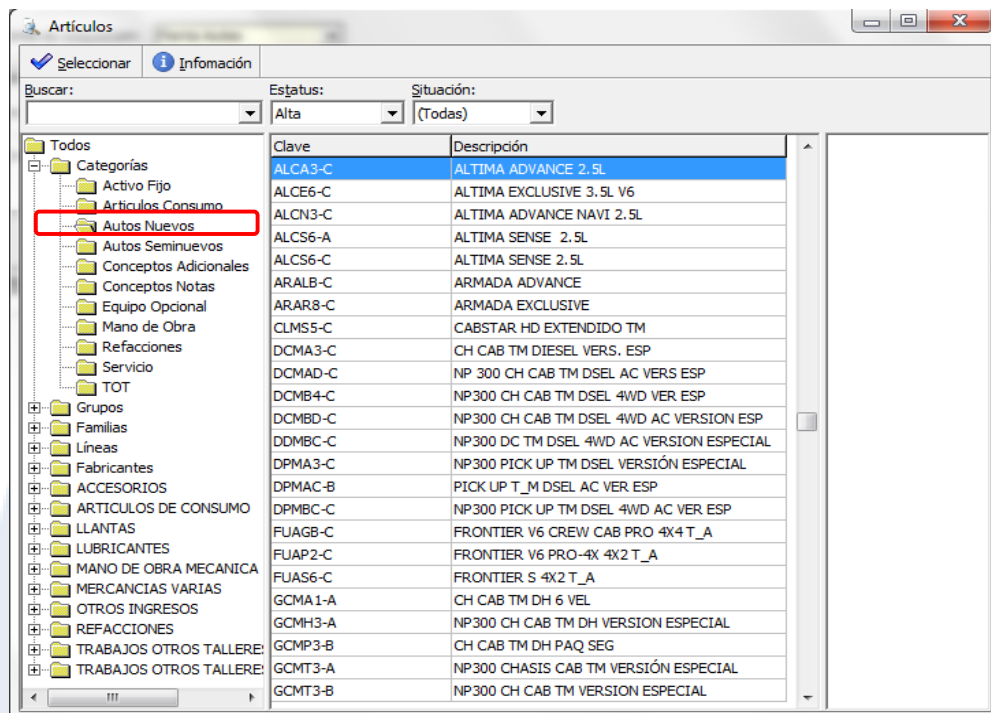 Artículos
Seleccionar Infomación
Buscar: Estatus: Situación:
Alta (Todas)
Todos
Categorías
Activo Fijo
Articulos Consumo
Autos Nuevos
Autos Seminuevos
Conceptos Adicionales
Conceptos Notas
Equipo Opcional
Mano de Obra
Refacciones
Servicio
TOT
Grupos
Familias
Líneas
Fabricantes
ACCESORIOS
ARTICULOS DE CONSUMO
LLANTAS
LUBRICANTES
MANO DE OBRA MECANICA
MERCANCIAS VARIAS
OTROS INGRESOS
REFACCIONES
TRABAJOS OTROS TALLERE
TRABAJOS OTROS TALLERE
Clave Descripción
ALCA3-C ALTIMA ADVANCE 2.5L
ALCE6-C ALTIMA EXCLUSIVE 3.5L V6
ALCN3-C ALTIMA ADVANCE NAVI 2.5L
ALCS6-A ALTIMA SENSE 2.5L
ALCS6-C ALTIMA SENSE 2.5L
ARALB-C ARMADA ADVANCE
ARAR8-C ARMADA EXCLUSIVE
CLMS5-C CABSTAR HD EXTENDIDO TM
DCMA3-C CH CAB TM DIESEL VERS. ESP
DCMAD-C NP 300 CH CAB TM DSEL AC VERS ESP
DCMB4-C NP300 CH CAB TM DSEL 4WD VER ESP
DCMBD-C NP300 CH CAB TM DSEL 4WD AC VERSION ESP
DDMBC-C NP300 DC TM DSEL 4WD AC VERSION ESPECIAL
DPMA3-C NP300 PICK UP TM DSEL VERSIÓN ESPECIAL
DPMAC-B PICK UP T_M DSEL AC VER ESP
DPMBC-C NP300 PICK UP TM DSEL 4WD AC VER ESP
FUAGB-C FRONTIER V6 CREW CAB PRO 4X4 T_A
FUAP2-C FRONTIER V6 PRO-4X 4X2 T_A
FUAS6-C FRONTIER S 4X2 T_A
GCMA1-A CH CAB TM DH 6 VEL
GCMH3-A NP300 CH CAB TM DH VERSION ESPECIAL
GCMP3-B CH CAB TM DH PAQ SEG
GCMT3-A NP300 CHASIS CAB TM VERSIÓN ESPECIAL
GCMT3-B NP300 CH CAB TM VERSION ESPECIAL